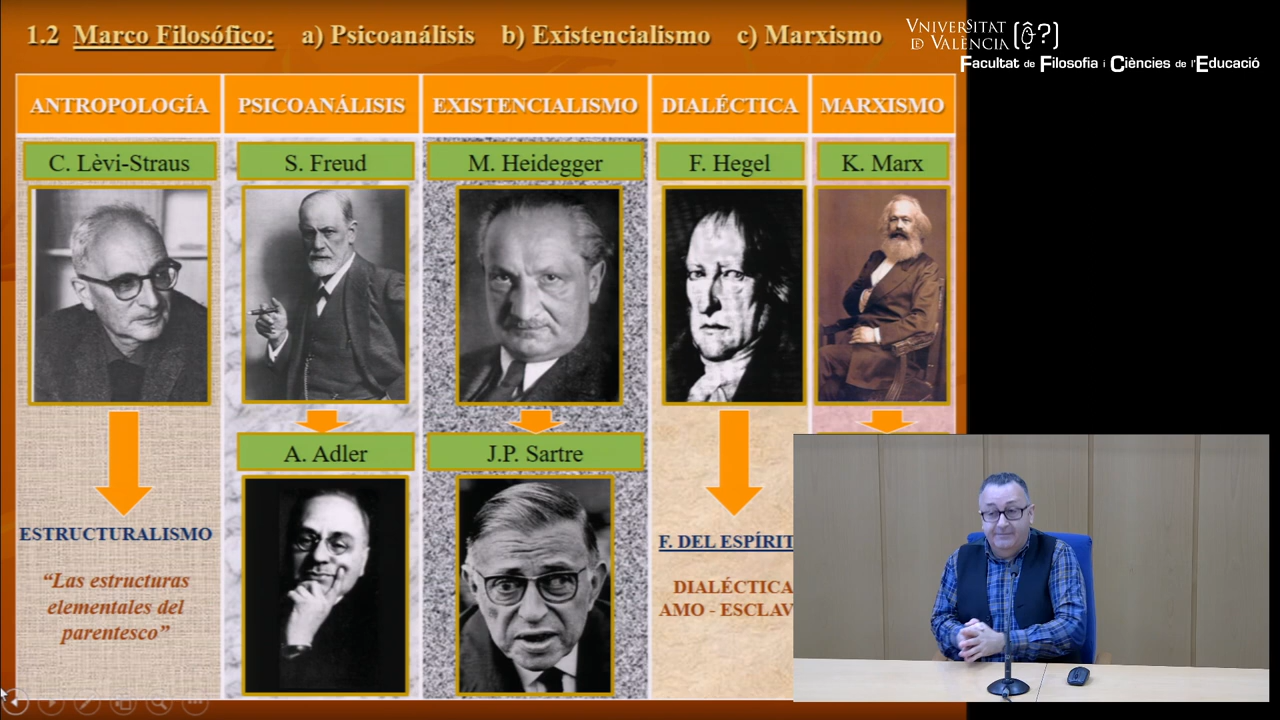 1.2 Marco Filosófico: a) Psicoanálisis b) Existencialismo c) Marxismo
VNIVERSITAT
DE VALÈNCIA
Facultat de Filosofia i Ciències de l'Educació
ANTROPOLOGÍA
PSICOANÁLISIS
EXISTENCIALISMO
DIALÉCTICA
MARXISMO
C. Lèvi-Straus
S. Freud
M. Heidegger
F. Hegel
K. Marx
A. Adler
J.P. Sartre
ESTRUCTURALISMO
“Las estructuras
elementales del
parentesco”
F. DEL ESPÍRIT
DIALÉCTICA
AMO - ESCLAV